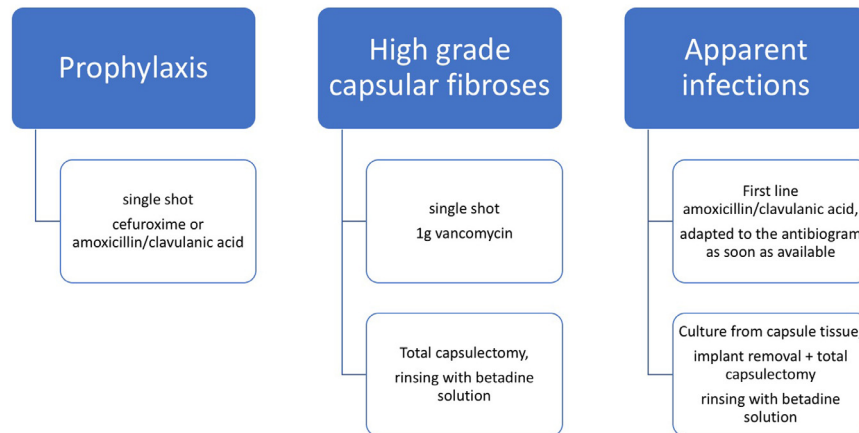 Prophylaxis
single shot
cefuroxime or
amoxicillin/clavulanic acid
High grade
capsular fibroses
single shot
1g vancomycin
Total capsulectomy,
rinsing with betadine
solution
Apparent
infections
First line
amoxicillin/clavulanic acid,
adapted to the antibiogram
as soon as available
Culture from capsule tissue
implant removal + total
capsulectomy
rinsing with betadine
solution